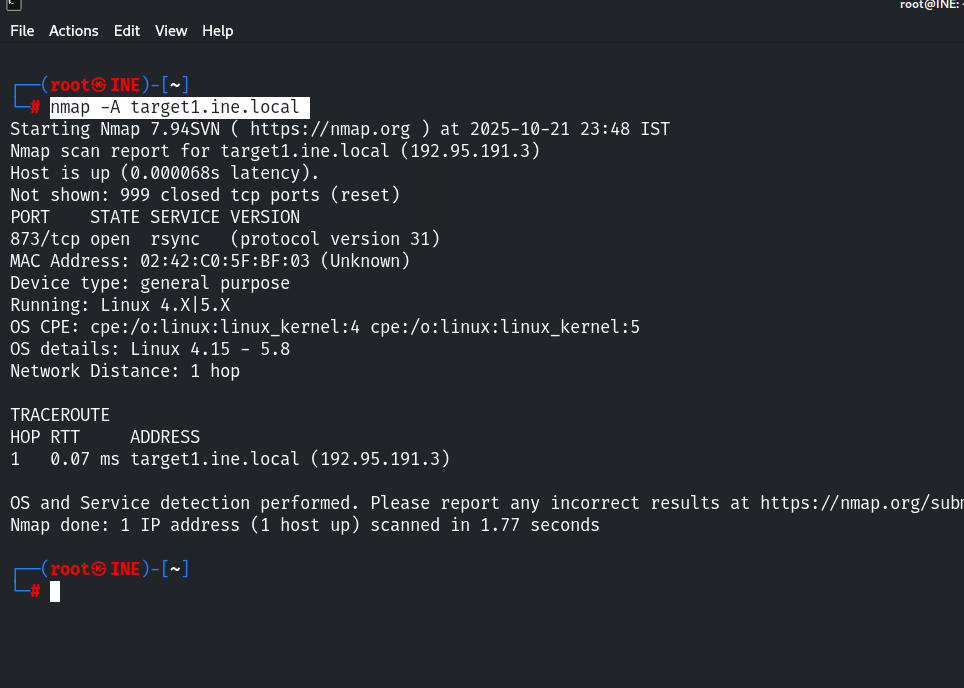 root@INE: ~
File Actions Edit View Help
┌──(root㉿INE)-[~]
└─# nmap -A target1.ine.local
Starting Nmap 7.94SVN ( https://nmap.org ) at 2025-10-21 23:48 IST
Nmap scan report for target1.ine.local (192.95.191.3)
Host is up (0.000068s latency).
Not shown: 999 closed tcp ports (reset)
PORT    STATE SERVICE VERSION
873/tcp open  rsync   (protocol version 31)
MAC Address: 02:42:C0:5F:BF:03 (Unknown)
Device type: general purpose
Running: Linux 4.X|5.X
OS CPE: cpe:/o:linux:linux_kernel:4 cpe:/o:linux:linux_kernel:5
OS details: Linux 4.15 - 5.8
Network Distance: 1 hop
TRACEROUTE
HOP RTT     ADDRESS
1   0.07 ms target1.ine.local (192.95.191.3)
OS and Service detection performed. Please report any incorrect results at https://nmap.org/sub
Nmap done: 1 IP address (1 host up) scanned in 1.77 seconds
┌──(root㉿INE)-[~]
└─#